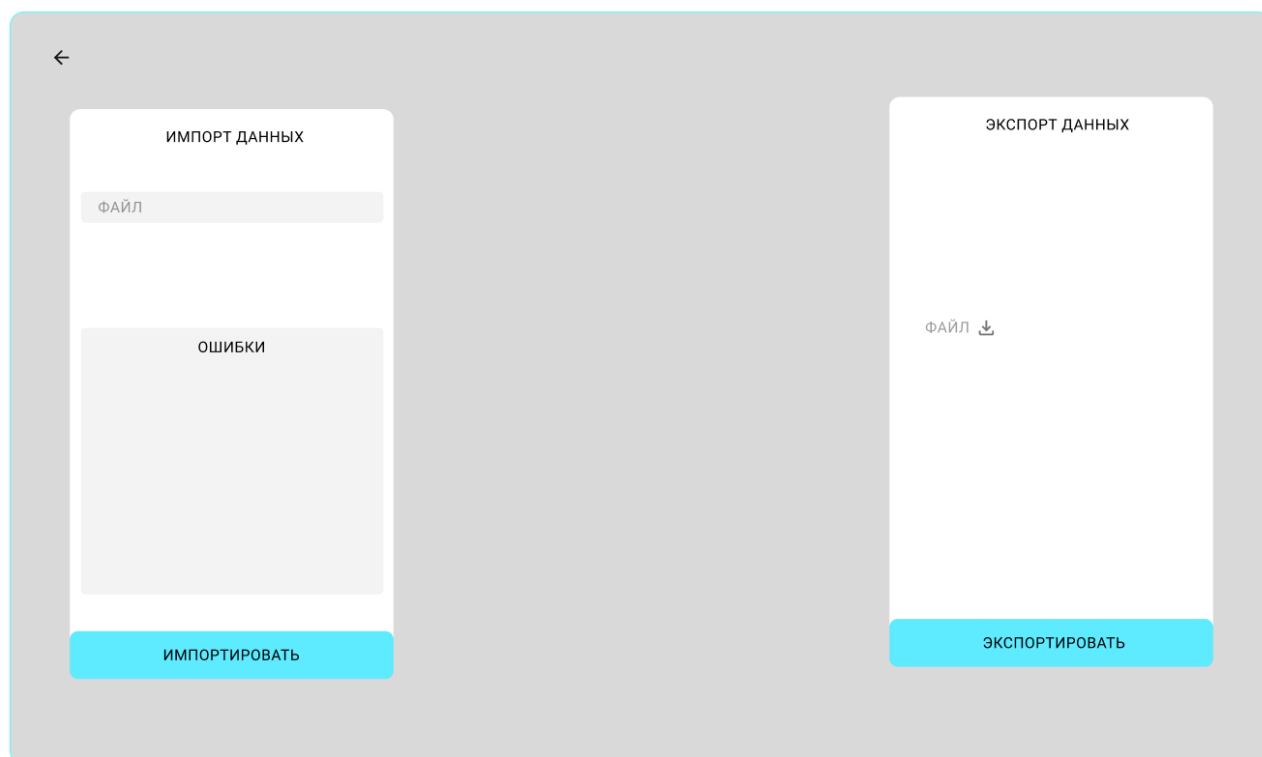 ИМПОРТ ДАННЫХ
ФАЙЛ
ОШИБКИ
ИМПОРТИРОВАТЬ
ЭКСПОРТ ДАННЫХ
ФАЙЛ
ЭКСПОРТИРОВАТЬ